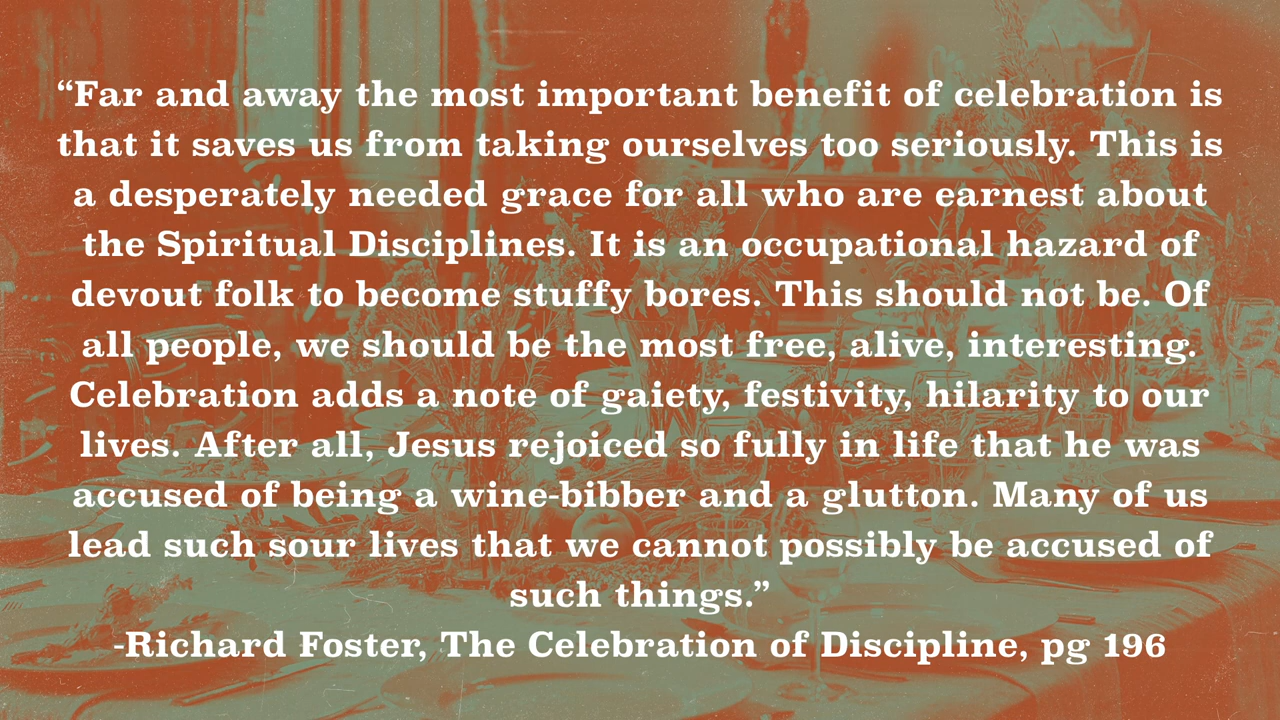 “Far and away the most important benefit of celebration is
that it saves us from taking ourselves too seriously. This is
a desperately needed grace for all who are earnest about
the Spiritual Disciplines. It is an occupational hazard of
devout folk to become stuffy bores. This should not be. Of
all people, we should be the most free, alive, interesting.
Celebration adds a note of gaiety, festivity, hilarity to our
lives. After all, Jesus rejoiced so fully in life that he was
accused of being a wine-bibber and a glutton. Many of us
lead such sour lives that we cannot possibly be accused of
such things.”
-Richard Foster, The Celebration of Discipline, pg 196